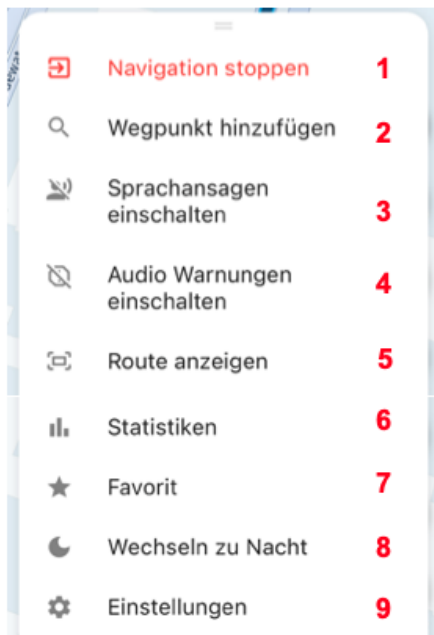 Navigation stoppen 1
Wegpunkt hinzufügen 2
Sprachansagen
einschalten 3
Audio Warnungen 4
einschalten
Route anzeigen 5
Statistiken 6
Favorit 7
Wechseln zu Nacht 8
Einstellungen 9